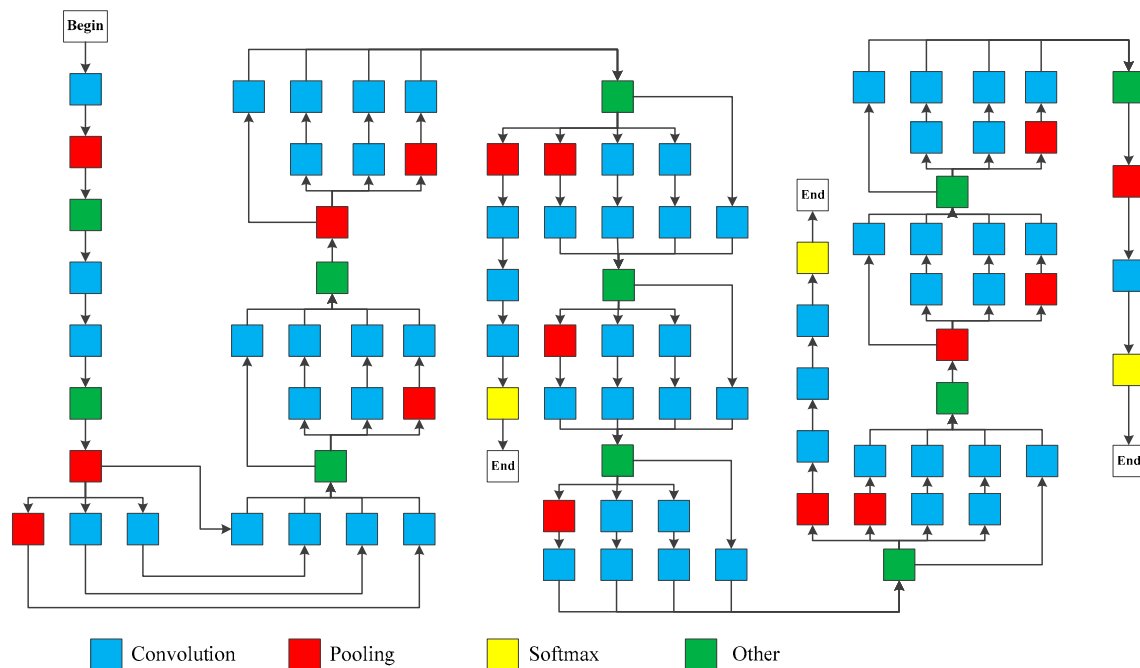 Begin
End
End
End
Convolution
Pooling
Softmax
Other